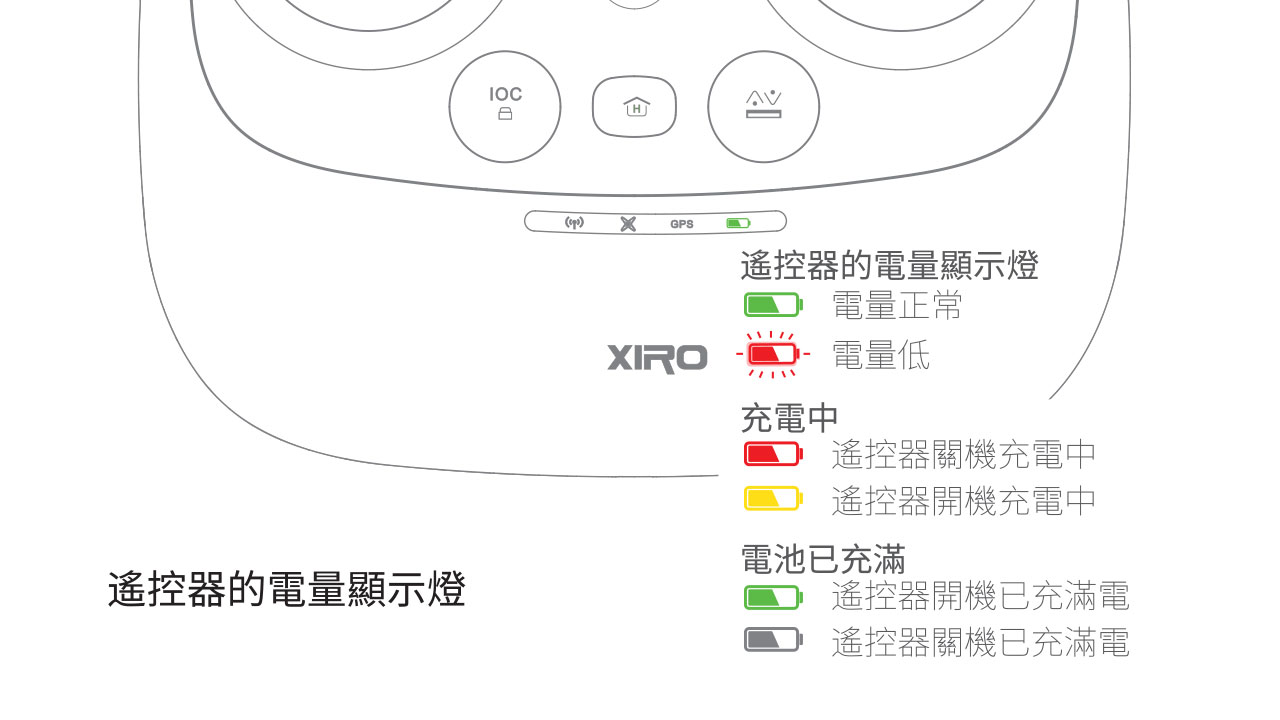 IOC
H
GPS
遙控器的電量顯示燈
電量正常
XIRO
電量低
充電中
遙控器關機充電中
遙控器開機充電中
電池已充滿
遙控器開機已充滿電
遙控器的電量顯示燈
遙控器關機已充滿電